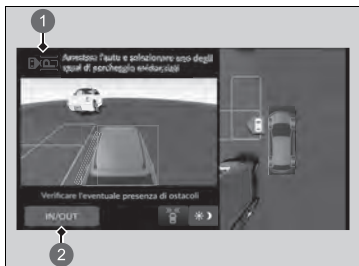 1
Arrestare l'auto e selezionare uno degli
spazi di parcheggio evidenziati
Verificare l'eventuale presenza di ostacoli
IN/OUT
2